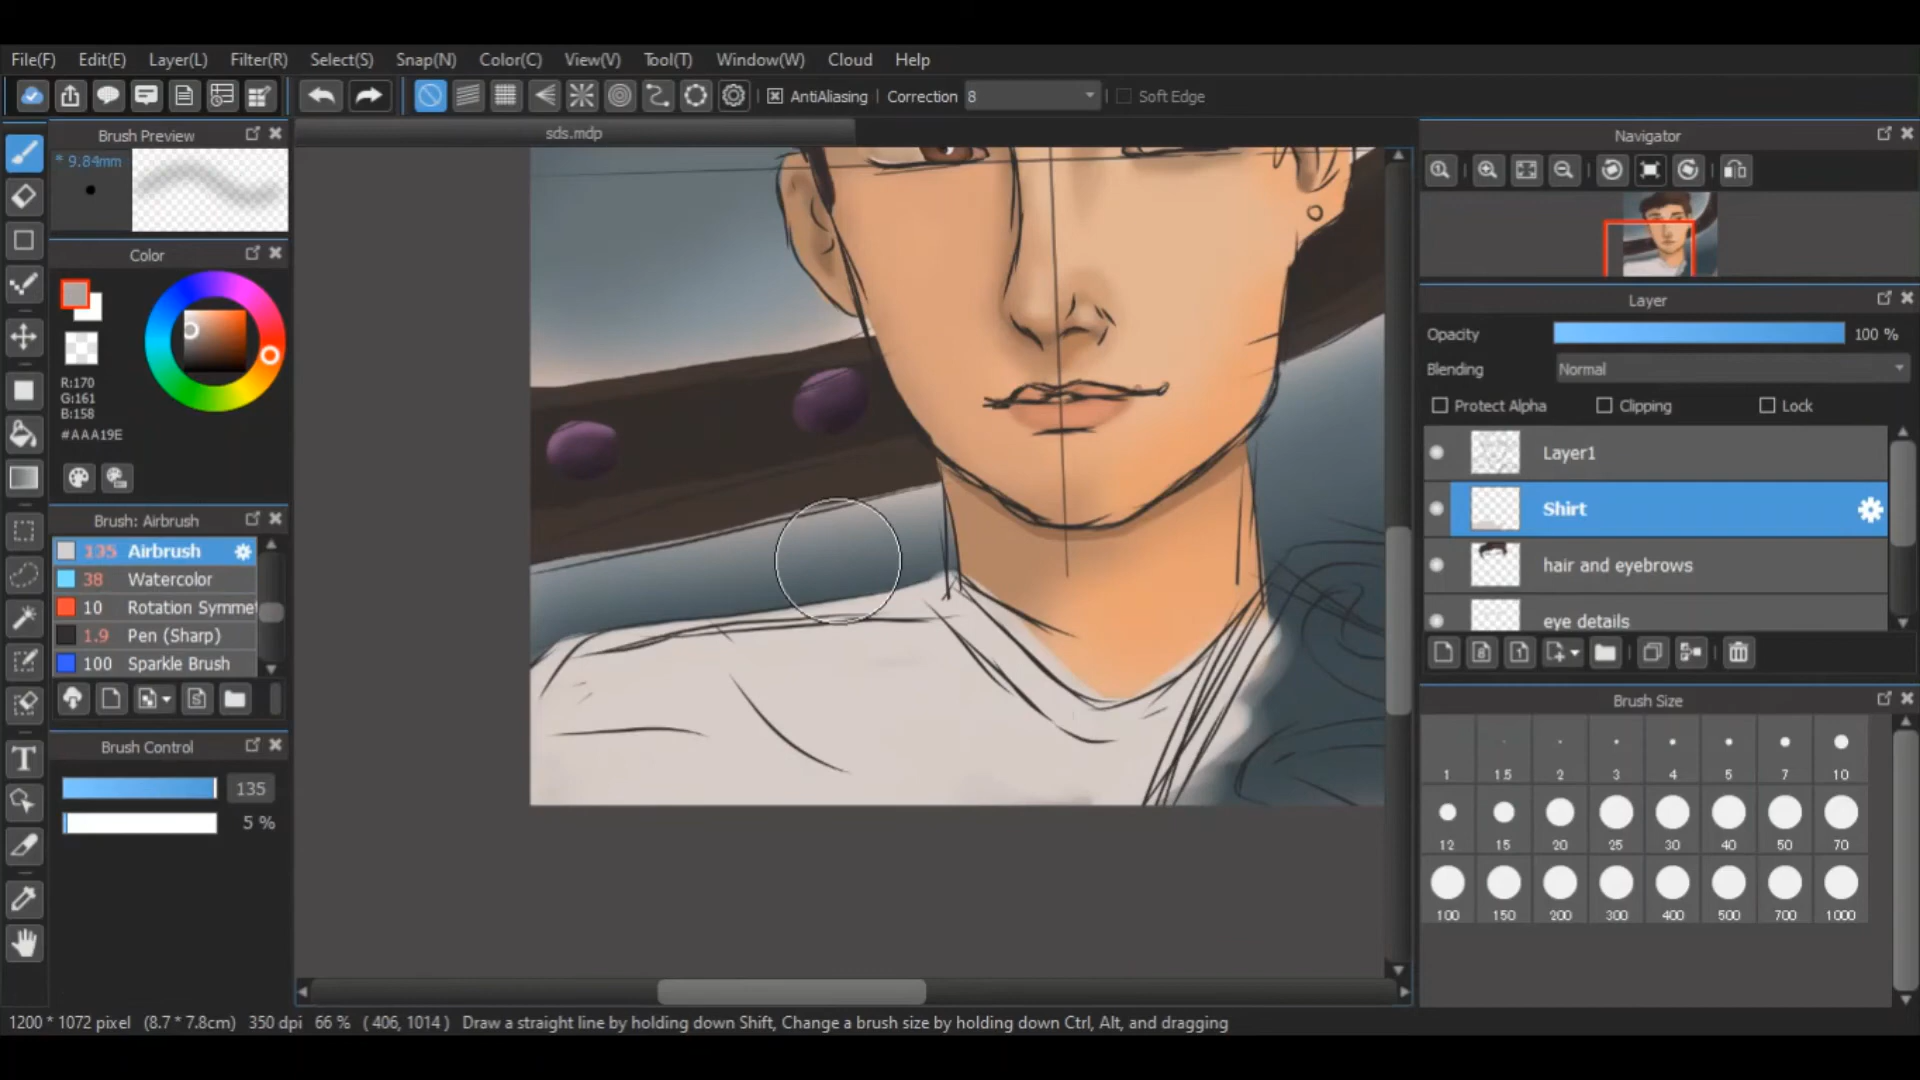 File(F) Edit(E) Layer(L) Filter(R) Select(S) Snap(N) Color(C) View(V) Tool(T) Window(W) Cloud Help
AntiAliasing Correction 8 Soft Edge
Brush Preview
* 9.84mm
sds.mdp
Navigator
Color
R:170
G:161
B:158
#AAA19E
Layer
Opacity 100 %
Blending Normal
Protect Alpha Clipping Lock
Layer1
Shirt
hair and eyebrows
eye details
Brush: Airbrush
135 Airbrush
38 Watercolor
10 Rotation Symme
1.9 Pen (Sharp)
100 Sparkle Brush
Brush Control
135
5 %
Brush Size
1 1.5 2 3 4 5 7 10
12 15 20 25 30 40 50 70
100 150 200 300 400 500 700 1000
1200 * 1072 pixel (8.7 * 7.8cm) 350 dpi 66 % ( 406, 1014 ) Draw a straight line by holding down Shift, Change a brush size by holding down Ctrl, Alt, and dragging